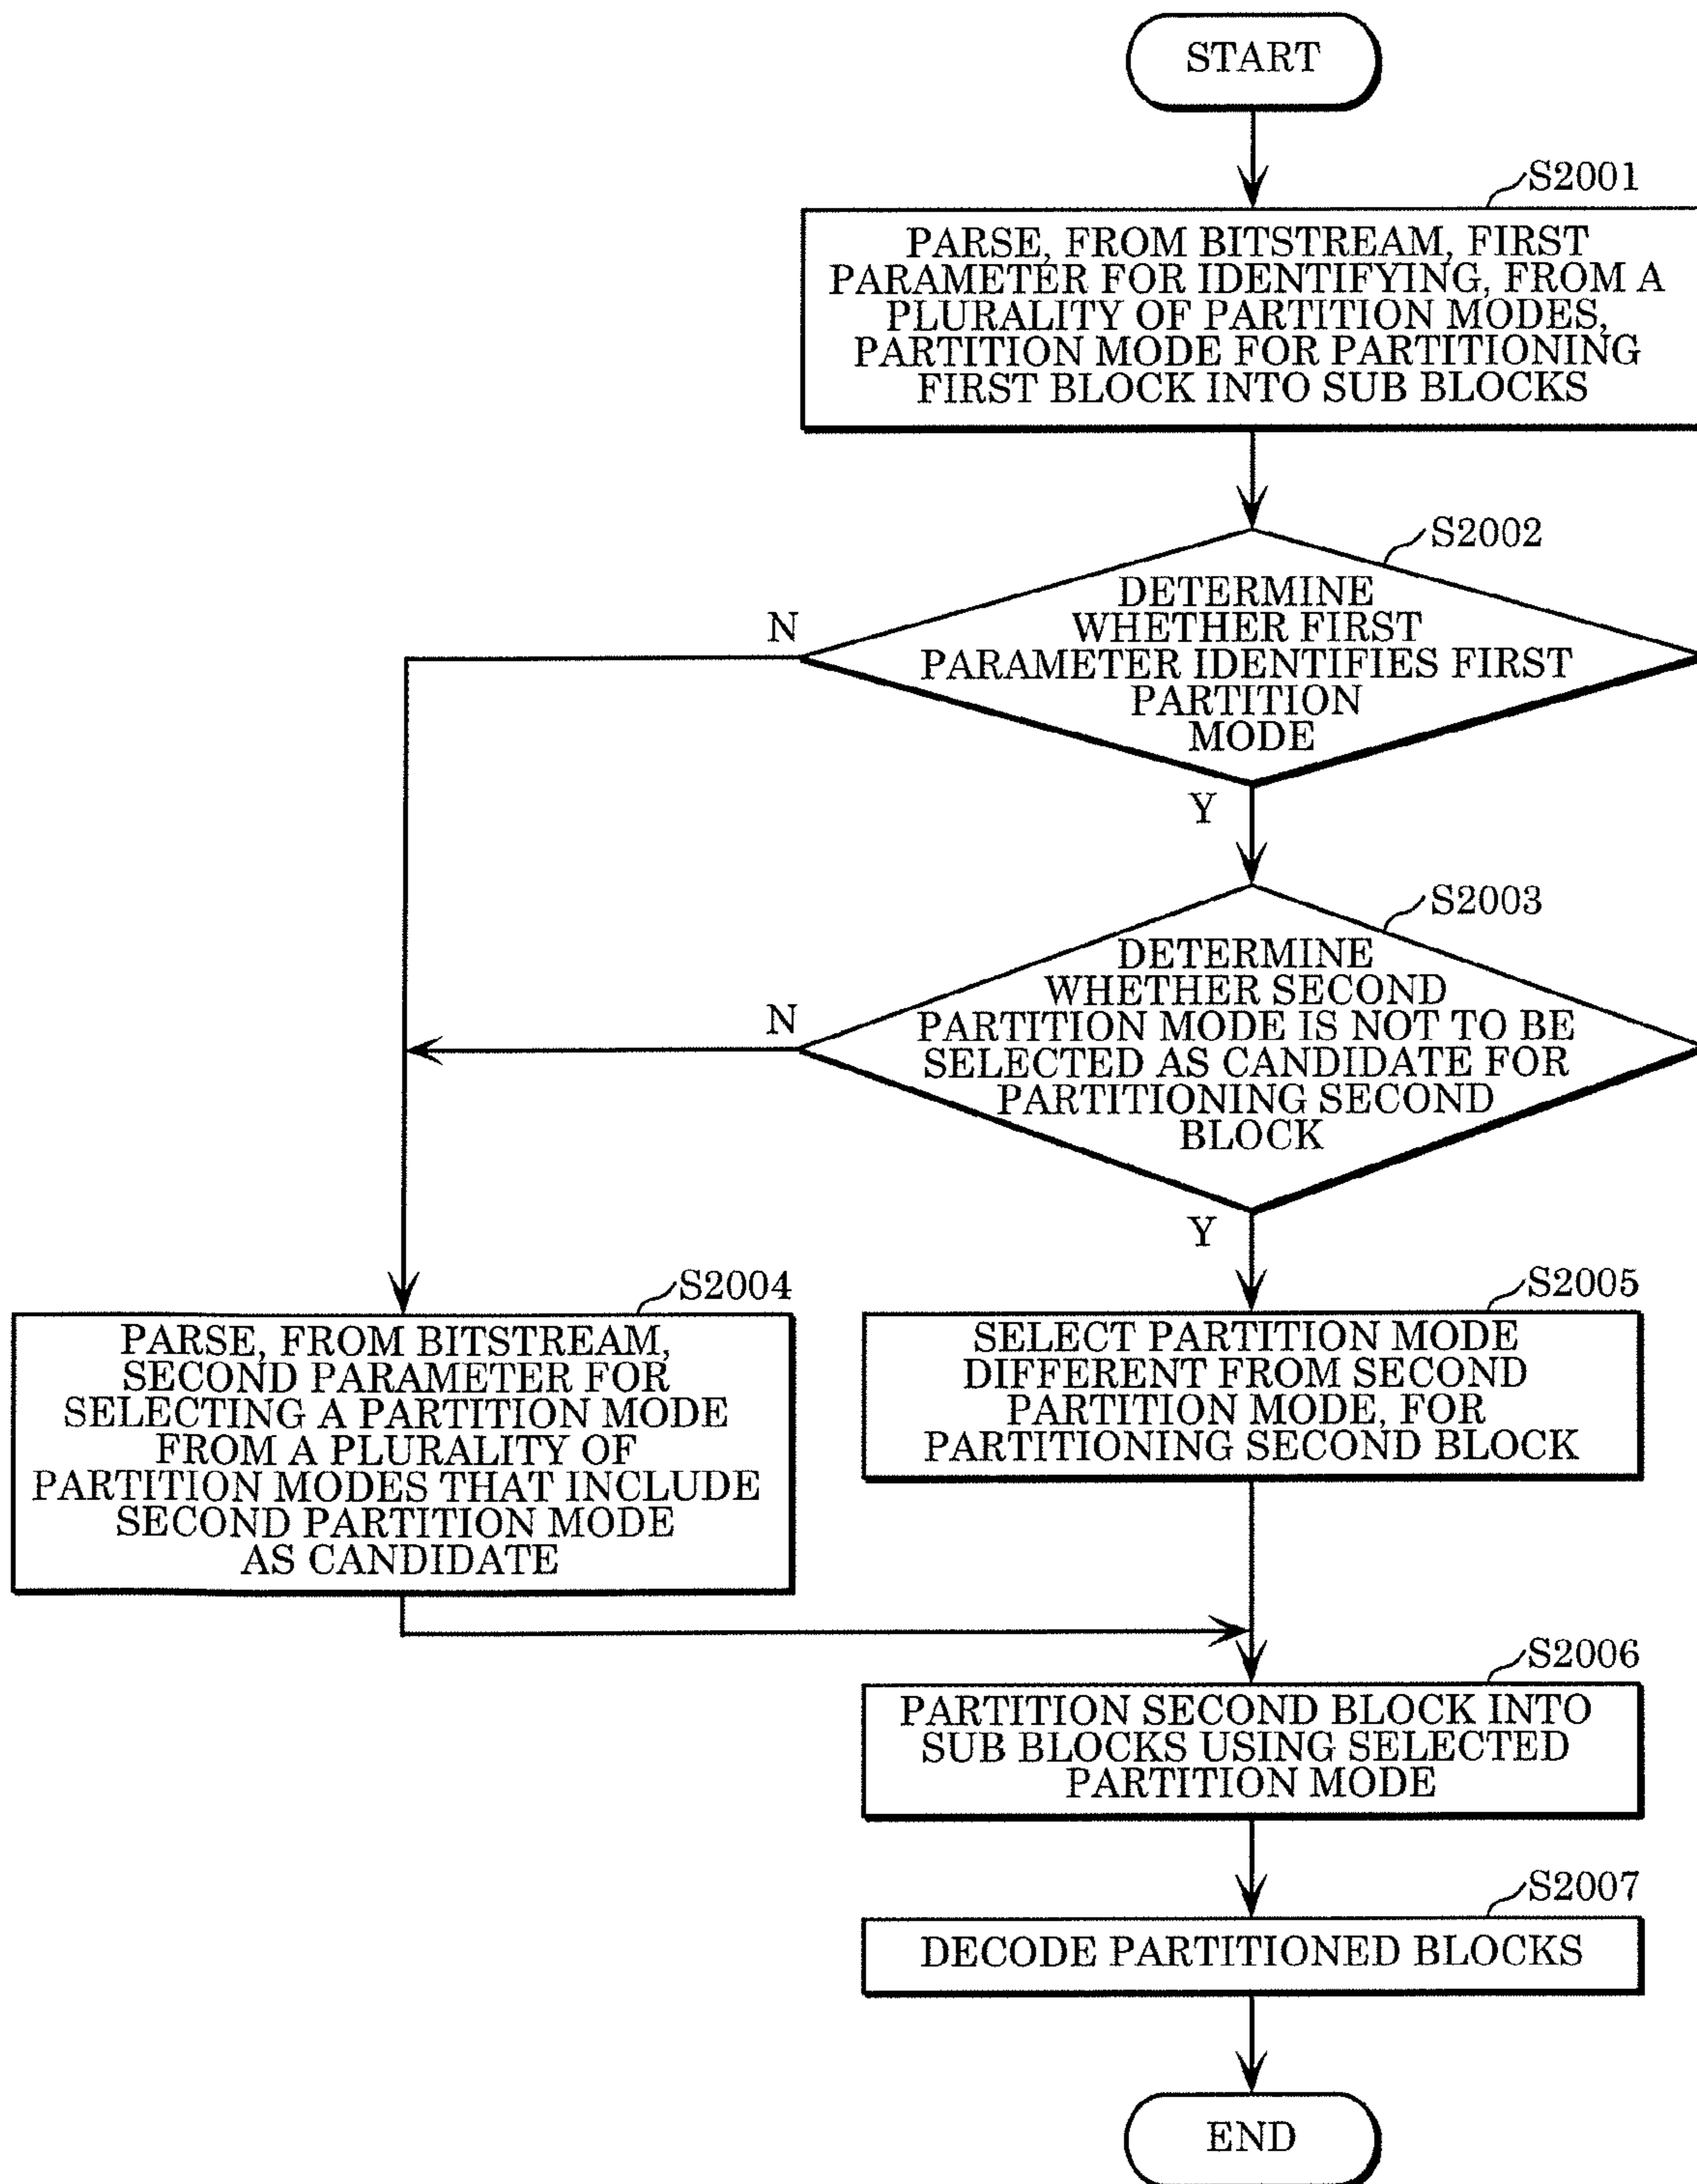 START
S2001
PARSE, FROM BITSTREAM, FIRST
PARAMETER FOR IDENTIFYING, FROM A
PLURALITY OF PARTITION MODES,
PARTITION MODE FOR PARTITIONING
FIRST BLOCK INTO SUB BLOCKS
S2002
DETERMINE
WHETHER FIRST
PARAMETER IDENTIFIES FIRST
PARTITION
MODE
N
Y
S2003
DETERMINE
WHETHER SECOND
PARTITION MODE IS NOT TO BE
SELECTED AS CANDIDATE FOR
PARTITIONING SECOND
BLOCK
N
Y
S2004
PARSE, FROM BITSTREAM,
SECOND PARAMETER FOR
SELECTING A PARTITION MODE
FROM A PLURALITY OF
PARTITION MODES THAT INCLUDE
SECOND PARTITION MODE
AS CANDIDATE
S2005
SELECT PARTITION MODE
DIFFERENT FROM SECOND
PARTITION MODE, FOR
PARTITIONING SECOND BLOCK
S2006
PARTITION SECOND BLOCK INTO
SUB BLOCKS USING SELECTED
PARTITION MODE
S2007
DECODE PARTITIONED BLOCKS
END